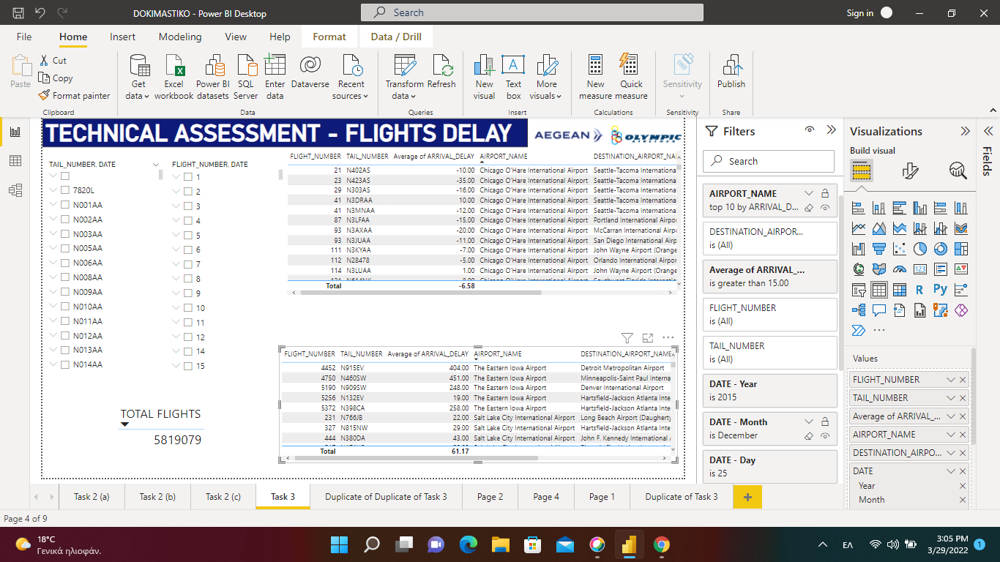 DOKIMASTIKO - Power BI Desktop
Search
Sign in
File Home Insert Modeling View Help Format Data / Drill
Paste
Cut
Copy
Format painter
Clipboard
Get data
Excel workbook
Power BI datasets
SQL Server
Enter data
Dataverse
Recent sources
Data
Transform data
Refresh
Queries
New visual
Text box
More visuals
Insert
New measure
Quick measure
Calculations
Sensitivity
Sensitivity
Publish
Share
TECHNICAL ASSESSMENT - FLIGHTS DELAY
AEGEAN
OLYMPIC
TAIL_NUMBER, DATE
7820L
N001AA
N002AA
N003AA
N005AA
N006AA
N008AA
N009AA
N010AA
N011AA
N012AA
N013AA
N014AA
FLIGHT_NUMBER, DATE
1
2
3
4
5
6
7
8
9
10
11
12
14
15
TOTAL FLIGHTS
5819079
FLIGHT_NUMBER TAIL_NUMBER Average of ARRIVAL_DELAY AIRPORT_NAME
21 N402AS -10.00 Chicago O'Hare International Airport Seattle-Tacoma Internationa
23 N423AS -35.00 Chicago O'Hare International Airport Seattle-Tacoma Internationa
29 N303AS -16.00 Chicago O'Hare International Airport Seattle-Tacoma Internationa
41 N3DRAA 10.00 Chicago O'Hare International Airport Seattle-Tacoma Internationa
41 N3MNAA -12.00 Chicago O'Hare International Airport Seattle-Tacoma Internationa
87 N3LFAA -15.00 Chicago O'Hare International Airport Portland International Airpo
93 N3AXAA -20.00 Chicago O'Hare International Airport McCarran International Airp
93 N3JUAA -11.00 Chicago O'Hare International Airport San Diego International Airp
111 N3KYAA -7.00 Chicago O'Hare International Airport John Wayne Airport (Orange
112 N28478 -5.00 Chicago O'Hare International Airport Orlando International Airpor
114 N3LUAA 1.00 Chicago O'Hare International Airport John Wayne Airport (Orange
Total -6.58
FLIGHT_NUMBER TAIL_NUMBER Average of ARRIVAL_DELAY AIRPORT_NAME DESTINATION_AIRPORT_NAME
4452 N915EV 404.00 The Eastern Iowa Airport Detroit Metropolitan Airport
4750 N460SW 451.00 The Eastern Iowa Airport Minneapolis-Saint Paul Interna
5190 N909SW 248.00 The Eastern Iowa Airport Denver International Airport
5256 N132EV 19.00 The Eastern Iowa Airport Hartsfield-Jackson Atlanta Inte
5372 N398CA 258.00 The Eastern Iowa Airport Hartsfield-Jackson Atlanta Inte
231 N766JB 22.00 Salt Lake City International Airport Long Beach Airport (Daugherty
327 N815NW 29.00 Salt Lake City International Airport Hartsfield-Jackson Atlanta Inte
444 N380DA 43.00 Salt Lake City International Airport John F. Kennedy International
Total 61.17
Filters
Search
AIRPORT_NAME
top 10 by ARRIVAL_D...
DESTINATION_AIRPOR...
is (All)
Average of ARRIVAL_...
is greater than 15.00
FLIGHT_NUMBER
is (All)
TAIL_NUMBER
is (All)
DATE - Year
is 2015
DATE - Month
is December
DATE - Day
is 25
Visualizations
Build visual
R
Py
Values
FLIGHT_NUMBER
TAIL_NUMBER
Average of ARRIVAL_...
AIRPORT_NAME
DESTINATION_AIRPO...
DATE
Year
Month
Fields
Task 2 (a) Task 2 (b) Task 2 (c) Task 3 Duplicate of Duplicate of Task 3 Page 2 Page 4 Page 1 Duplicate of Task 3
Page 4 of 9
18°C
Γενικά ηλιοφάν.
ΕΛ
3:05 PM
3/29/2022
1